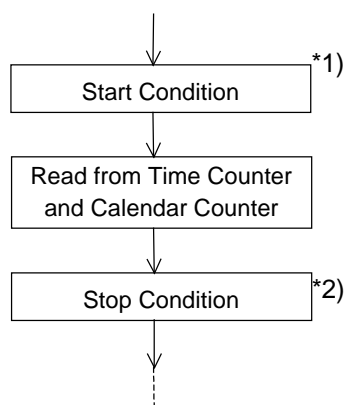 *1)
Start Condition
Read from Time Counter
and Calendar Counter
*2)
Stop Condition